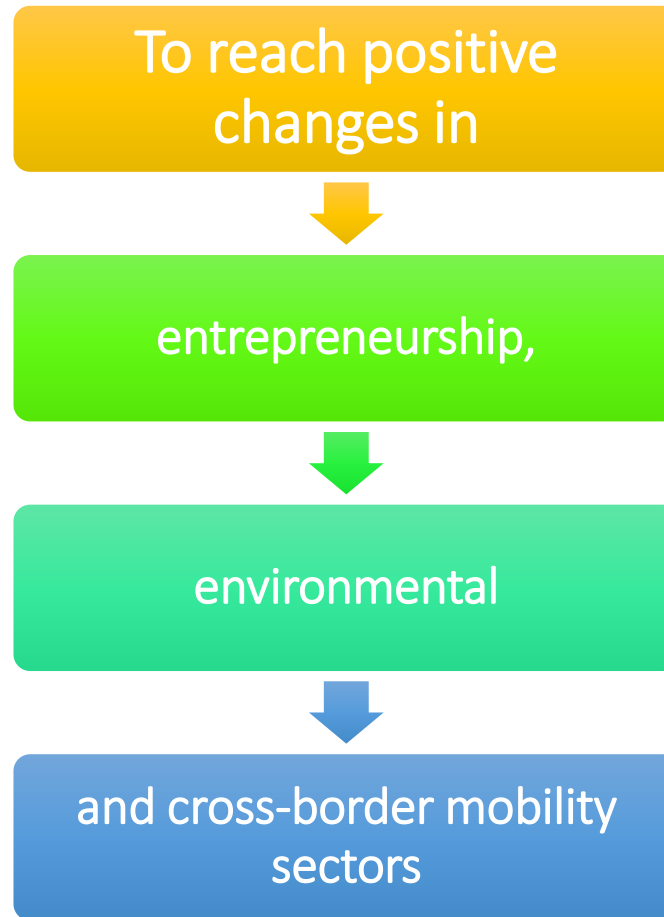 To reach positive
changes in
entrepreneurship,
environmental
and cross-border mobility
sectors